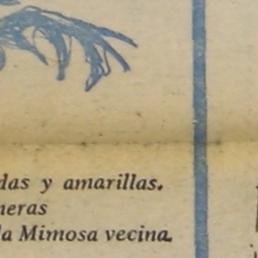 das y amarillas.
neras
la Mimosa vecina.